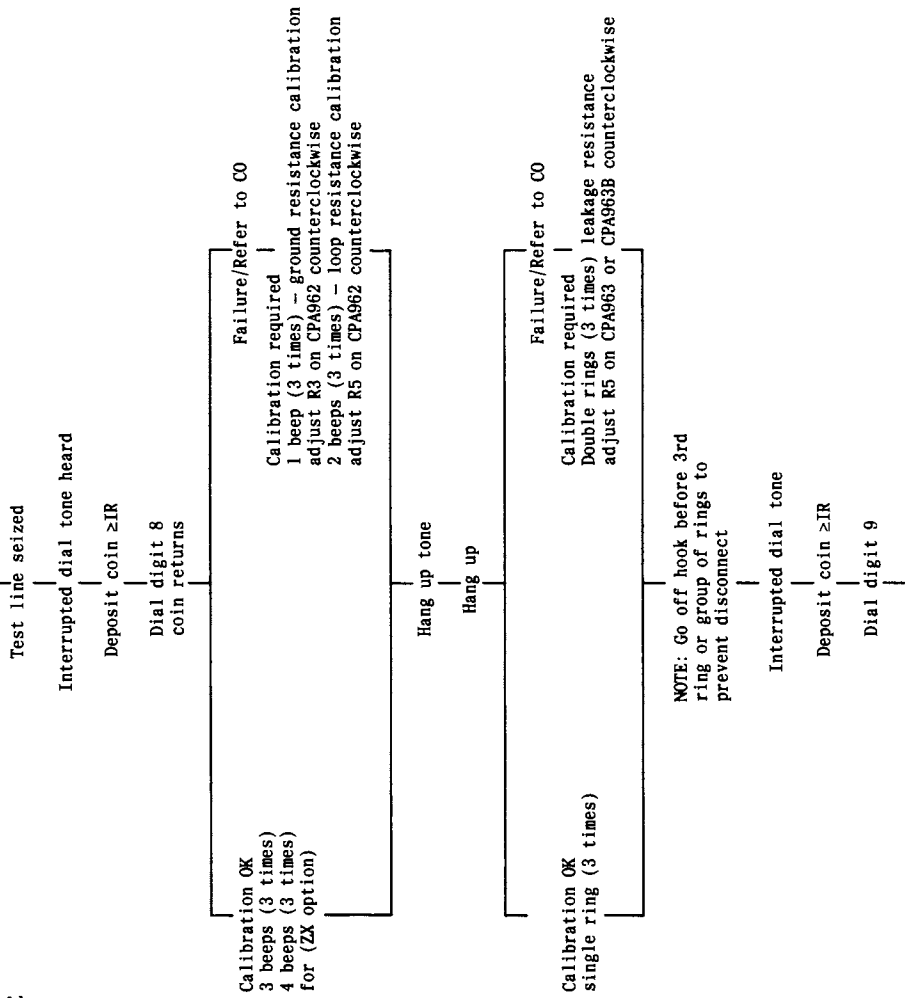 Test line seized
Interrupted dial tone heard
Deposit coin ≥IR
Dial digit 8
coin returns
Calibration OK
3 beeps (3 times)
4 beeps (3 times)
for (ZX option)
Failure/Refer to CO
Calibration required
1 beep (3 times) — ground resistance calibration
adjust R3 on CPA962 counterclockwise
2 beeps (3 times) — loop resistance calibration
adjust R5 on CPA962 counterclockwise
Hang up tone
Hang up
Calibration OK
single ring (3 times)
Failure/Refer to CO
Calibration required
Double rings (3 times) leakage resistance
adjust R5 on CPA963 or CPA963B counterclockwise
NOTE: Go off hook before 3rd
ring or group of rings to
prevent disconnect
Interrupted dial tone
Deposit coin ≥IR
Dial digit 9